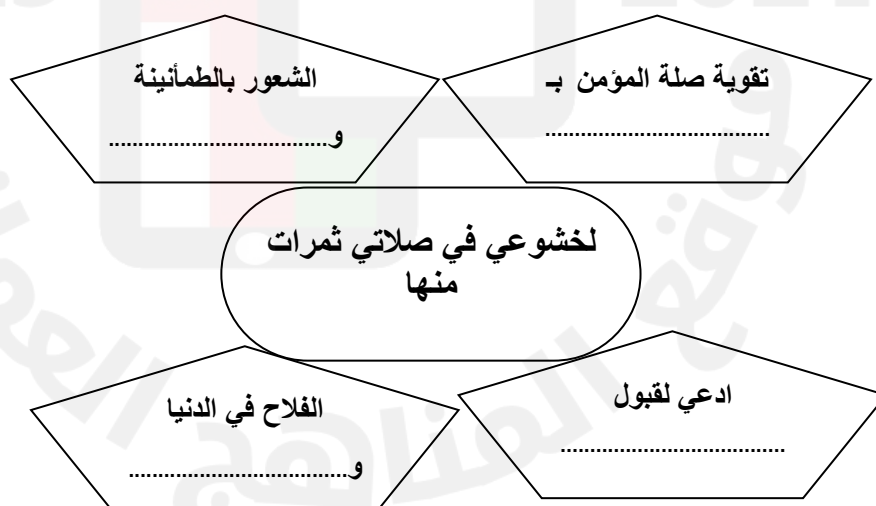 تقوية صلة المؤمن بـ
......................................
الشعور بالطمأنينة
و.....................................
لخشوعي في صلاتي ثمرات
منها
ادعي لقبول
......................................
الفلاح في الدنيا
و.....................................